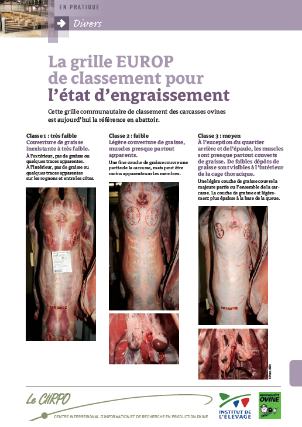 EN PRATIQUE
Divers
La grille EUROP
de classement pour
l'état d'engraissement
Cette grille communautaire de classement des carcasses ovines
est aujourd'hui la référence en abattoir.
Classe 1 : très faible
Couverture de graisse
inexistante à très faible.
À l'extérieur, pas de graisse ou
quelques traces apparentes.
À l'intérieur, pas de graisse ou
quelques traces apparentes
sur les rognons et entre les côtes.
Classe 2 : faible
Légère couverture de graisse,
muscles presque partout
apparents.
Une fine couche de graisse couvre une
partie de la carcasse, mais peut être
moins apparente sur les membres.
Classe 3 : moyen
À l'exception du quartier
arrière et de l'épaule, les muscles
sont presque partout couverts
de graisse. De faibles dépôts de
graisse sont visibles à l'intérieur
de la cage thoracique.
Une légère couche de graisse couvre la
majeure partie ou l'ensemble de la car-
casse. La couche de graisse est légère-
ment plus épaisse à la base de la queue.
Le CIIRPO
CENTRE INTERRÉGIONAL D'INFORMATION ET DE RECHERCHE EN PRODUCTION OVINE
INSTITUT DE
L'ELEVAGE
OVINE